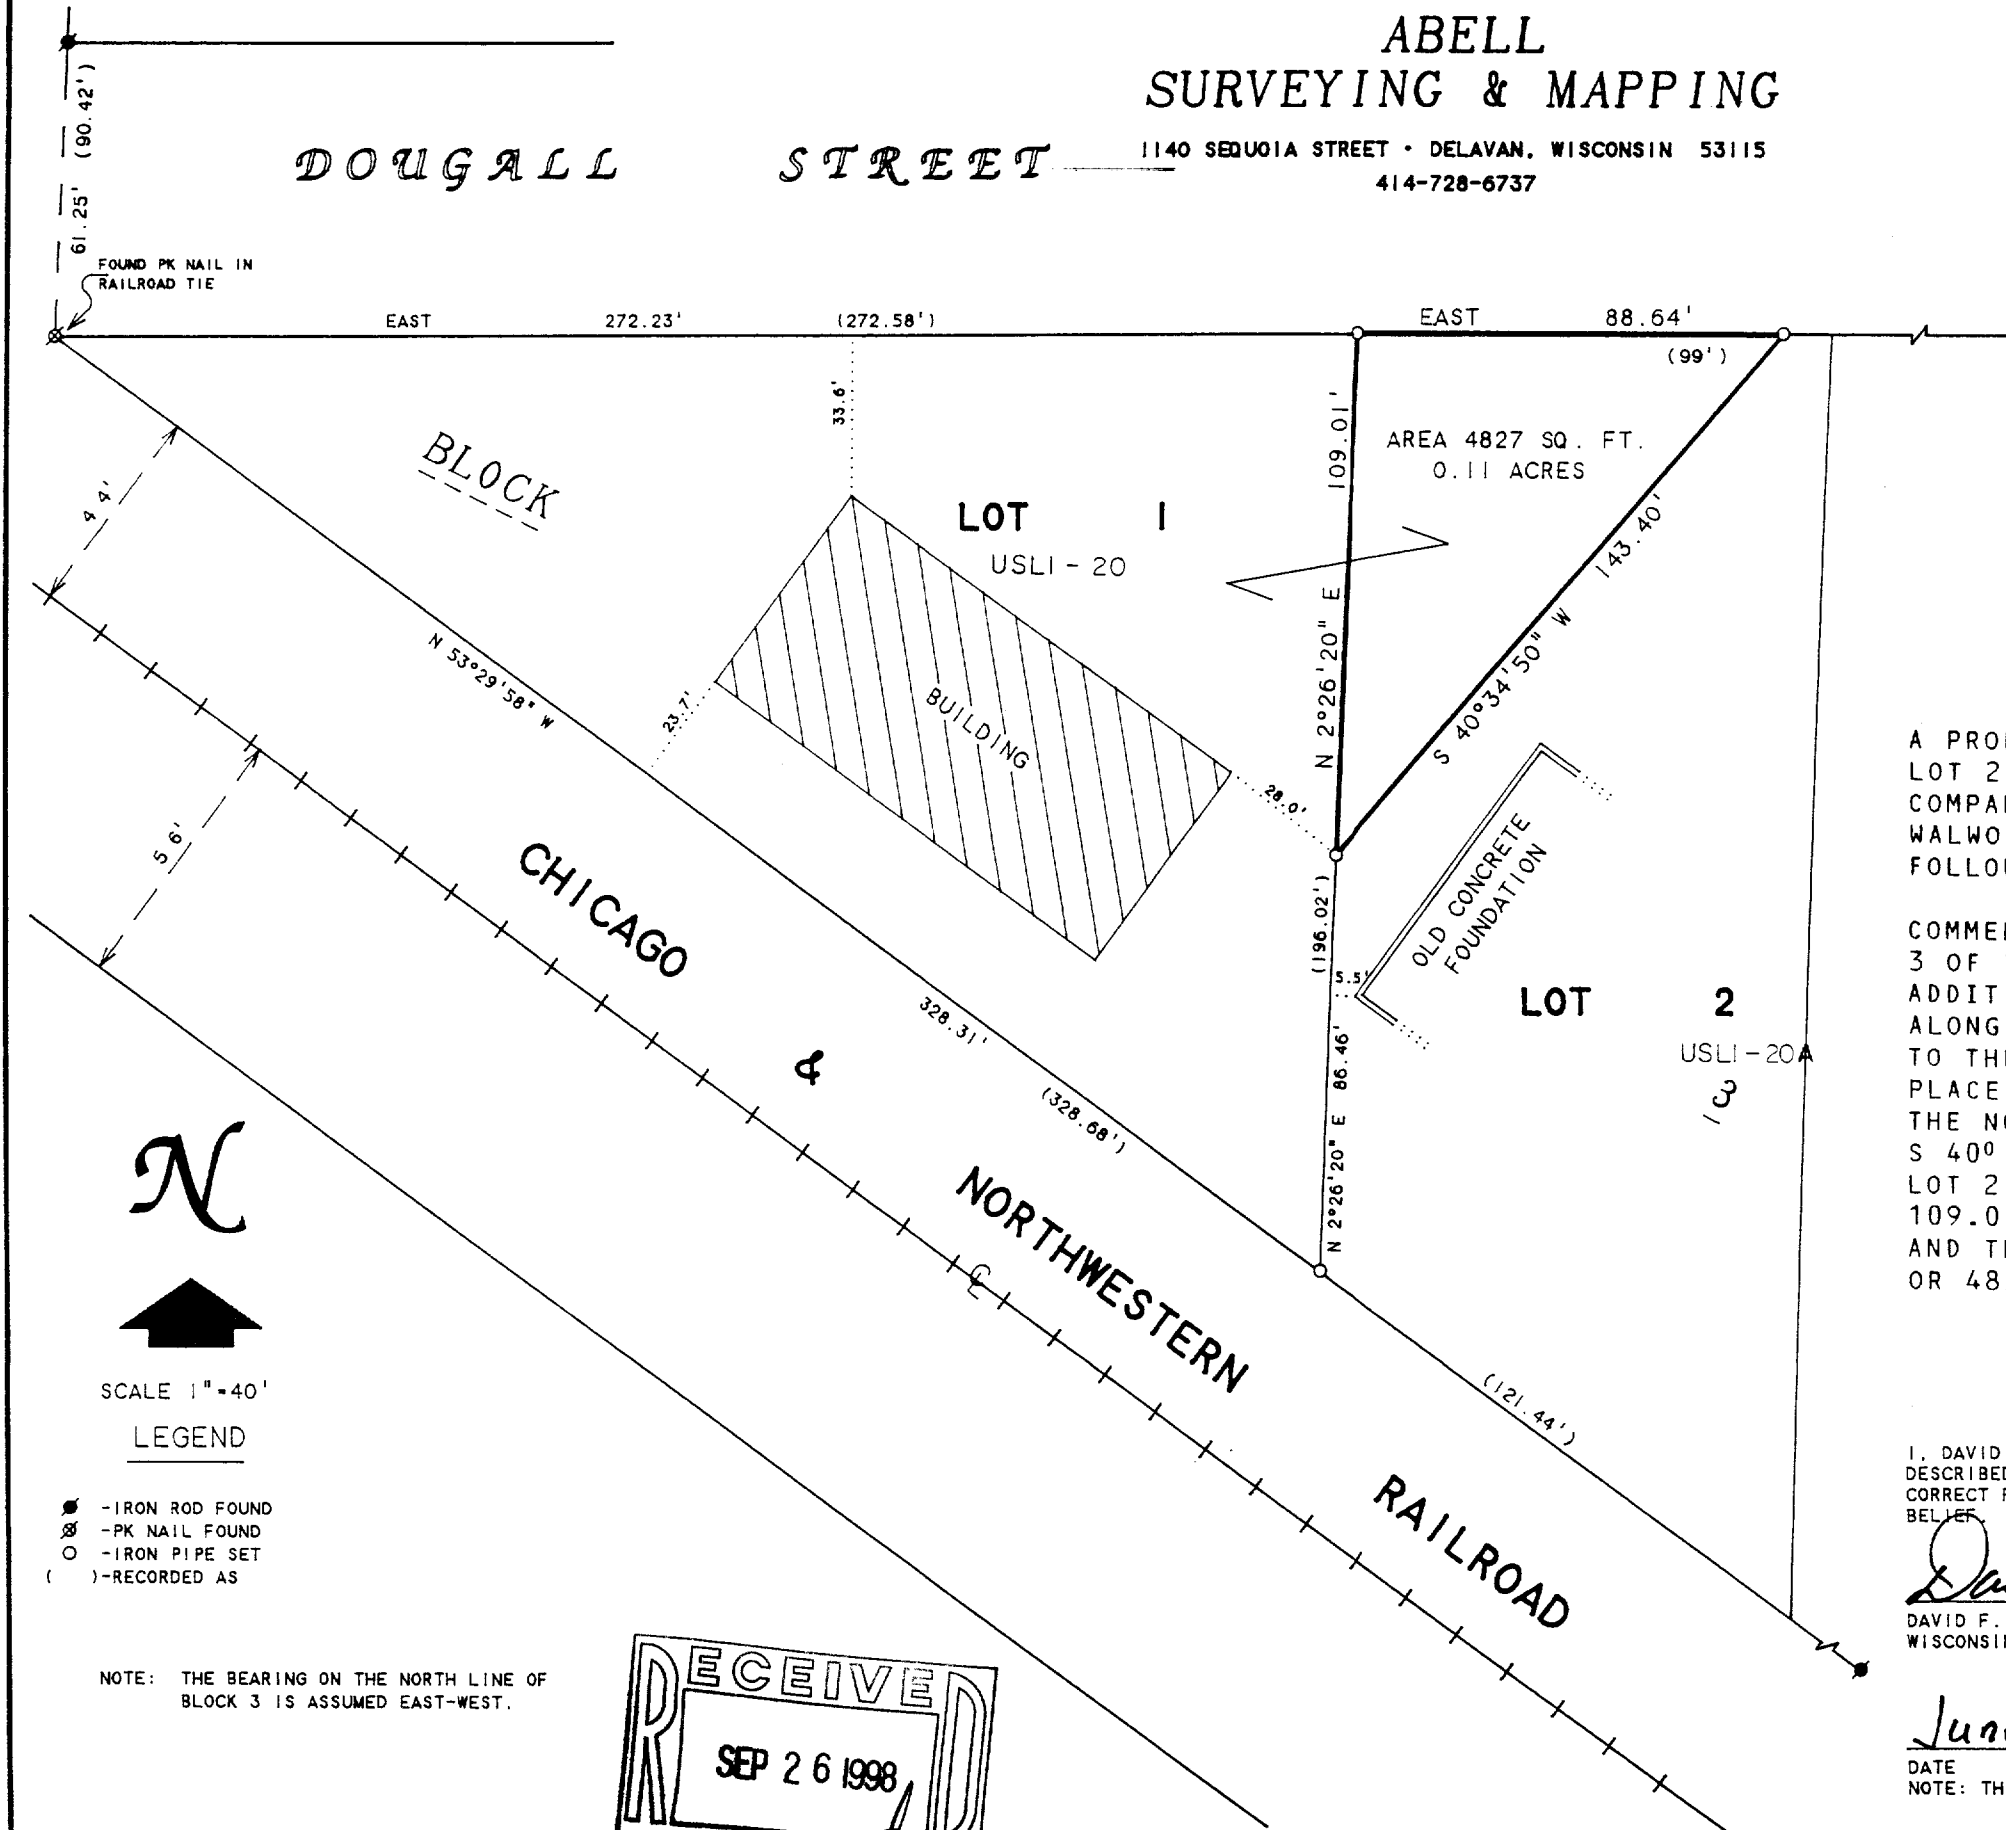 ABELL
SURVEYING & MAPPING
1140 SEQUOIA STREET • DELAVAN, WISCONSIN 53115
414-728-6737
DOUGALL STREET
61.25' (90.42')
FOUND PK NAIL IN
RAILROAD TIE
EAST 272.23' (272.58')
EAST 88.64'
(99')
33.6'
109.01'
N 2°26'20" E
AREA 4827 SQ. FT.
0.11 ACRES
S 40°34'50" W 143.40'
BLOCK
LOT 1
USLI-20
44'
N 53°29'58" W
23.7'
BUILDING
28.0'
56'
(196.02')
5.5'
OLD CONCRETE
FOUNDATION
LOT 2
USLI-20A
3
N 2°26'20" E 86.46'
328.31'
(328.68')
(121.44')
CHICAGO
&
NORTHWESTERN
RAILROAD
℄
N
SCALE 1"=40'
LEGEND
-IRON ROD FOUND
-PK NAIL FOUND
-IRON PIPE SET
( )-RECORDED AS
NOTE: THE BEARING ON THE NORTH LINE OF
BLOCK 3 IS ASSUMED EAST-WEST.
RECEIVED
SEP 26 1998
A PRO
LOT 2
COMPA
WALWO
FOLLO
COMME
3 OF
ADDIT
ALONG
TO TH
PLACE
THE N
S 40°
LOT 2
109.0
AND T
OR 48
I, DAVID
DESCRIBED
CORRECT
BELIEF.
DAVID F.
WISCONSI
Jun
DATE
NOTE: TH